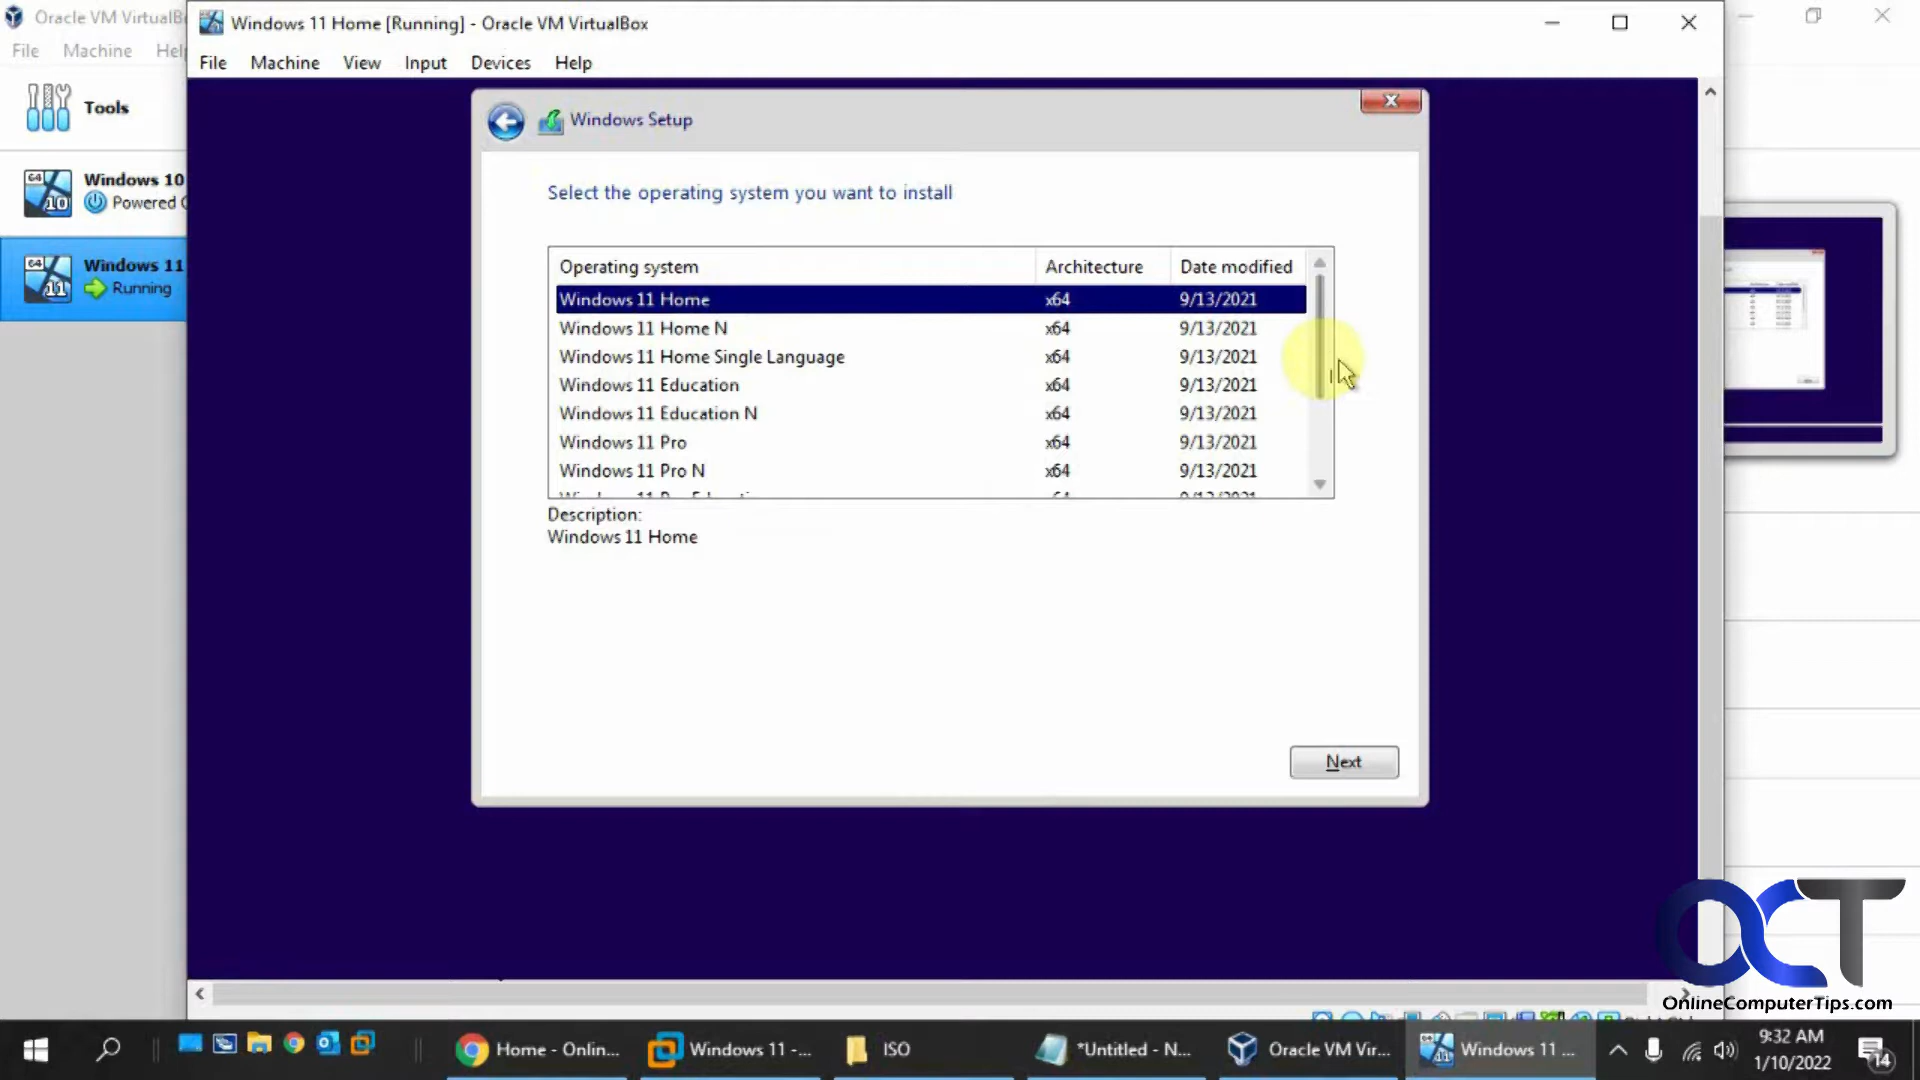 Oracle VM VirtualB
File Machine Help
Windows 11 Home [Running] - Oracle VM VirtualBox
File Machine View Input Devices Help
Tools
64 10 Windows 10
Powered
64 11 Windows 11
Running
Windows Setup
Select the operating system you want to install
Operating system Architecture Date modified
Windows 11 Home x64 9/13/2021
Windows 11 Home N x64 9/13/2021
Windows 11 Home Single Language x64 9/13/2021
Windows 11 Education x64 9/13/2021
Windows 11 Education N x64 9/13/2021
Windows 11 Pro x64 9/13/2021
Windows 11 Pro N x64 9/13/2021
Description:
Windows 11 Home
Next
OCT
OnlineComputerTips.com
Home - Onlin...
Windows 11 -...
ISO
*Untitled - N...
Oracle VM Vir...
Windows 11 ...
9:32 AM
1/10/2022
14